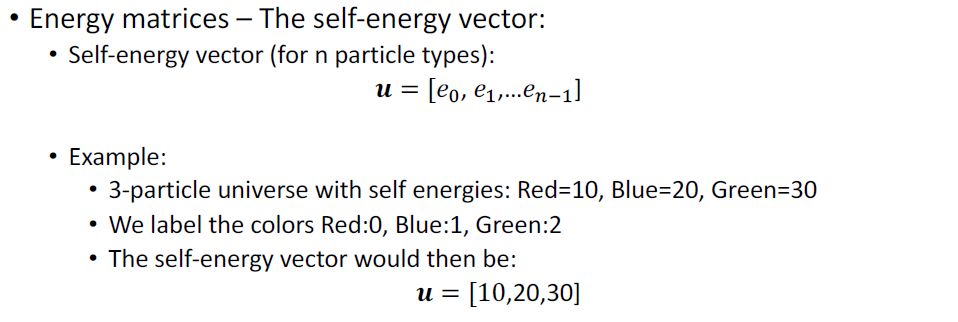 • Energy matrices – The self-energy vector:
• Self-energy vector (for n particle types):
u = [e₀, e₁,...eₙ₋₁]
• Example:
• 3-particle universe with self energies: Red=10, Blue=20, Green=30
• We label the colors Red:0, Blue:1, Green:2
• The self-energy vector would then be:
u = [10,20,30]